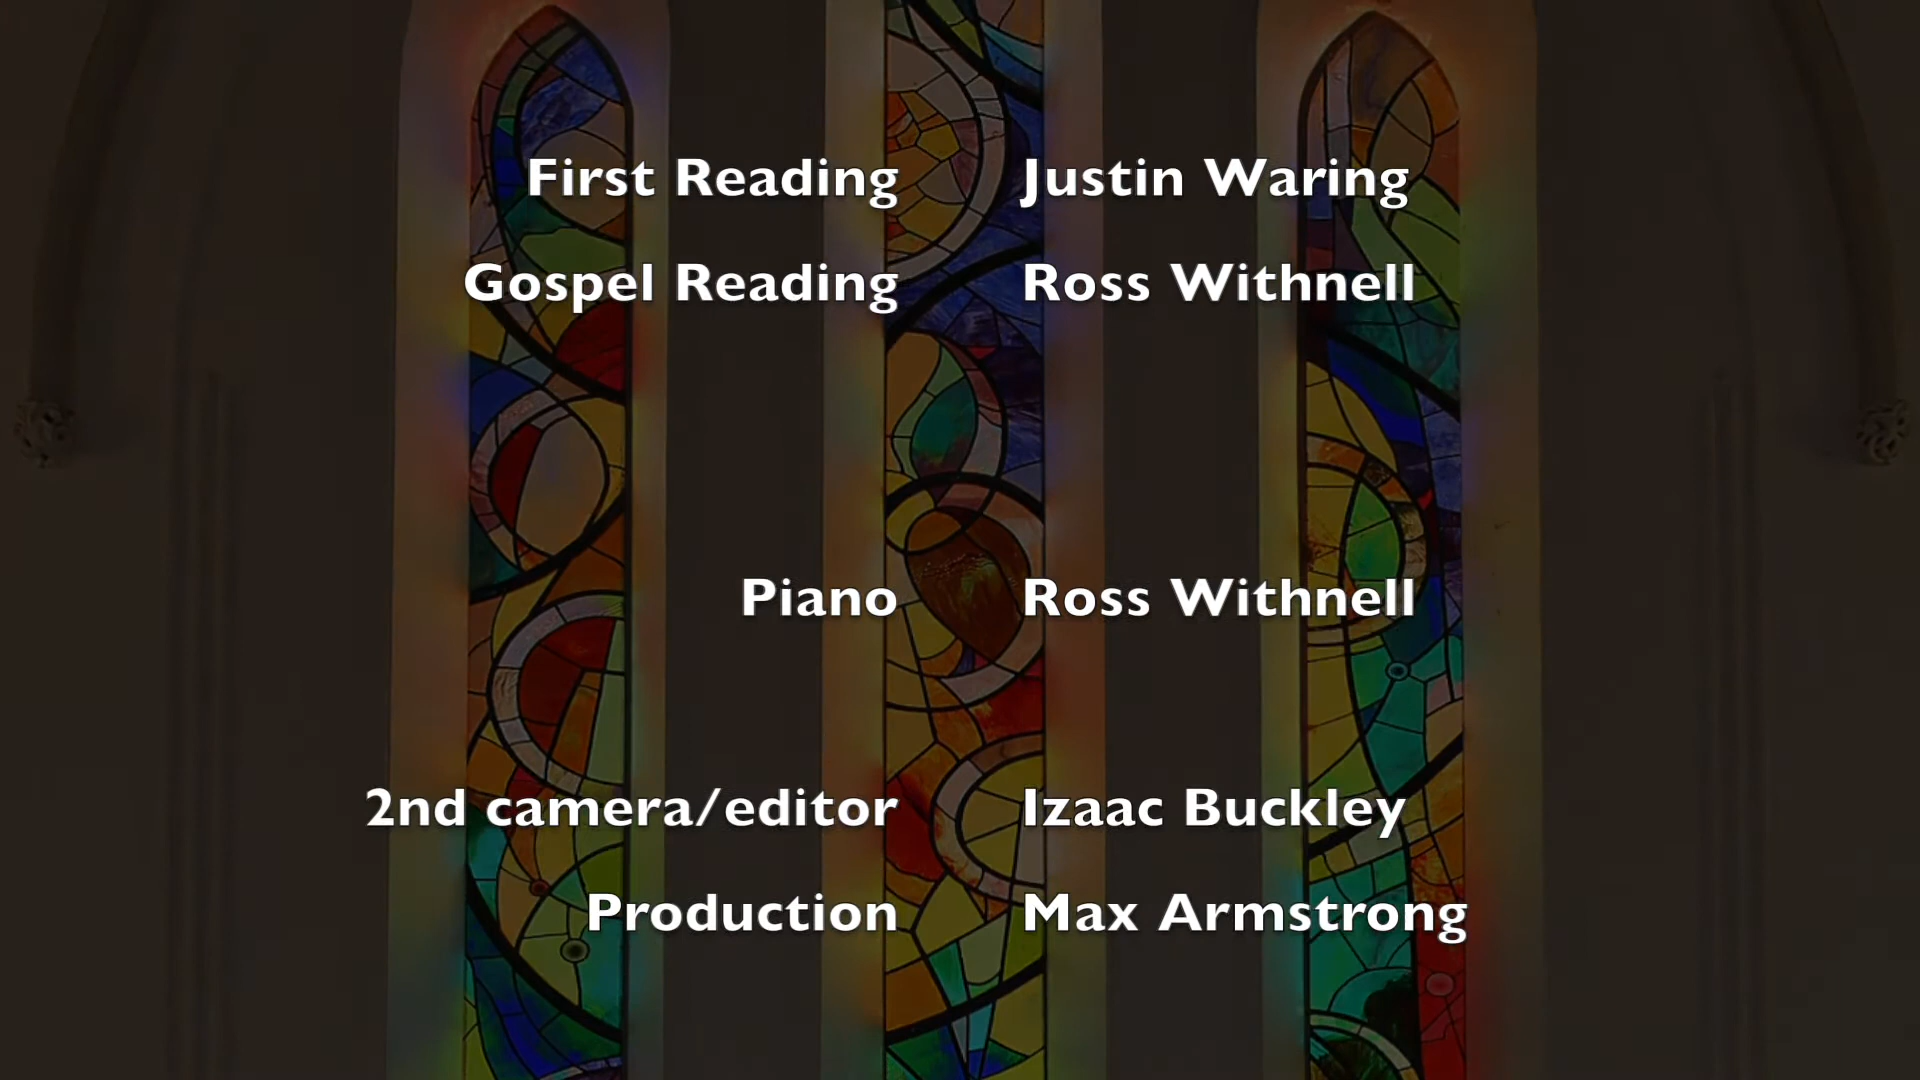 First Reading Justin Waring
Gospel Reading Ross Withnell
Piano Ross Withnell
2nd camera/editor Izaac Buckley
Production Max Armstrong